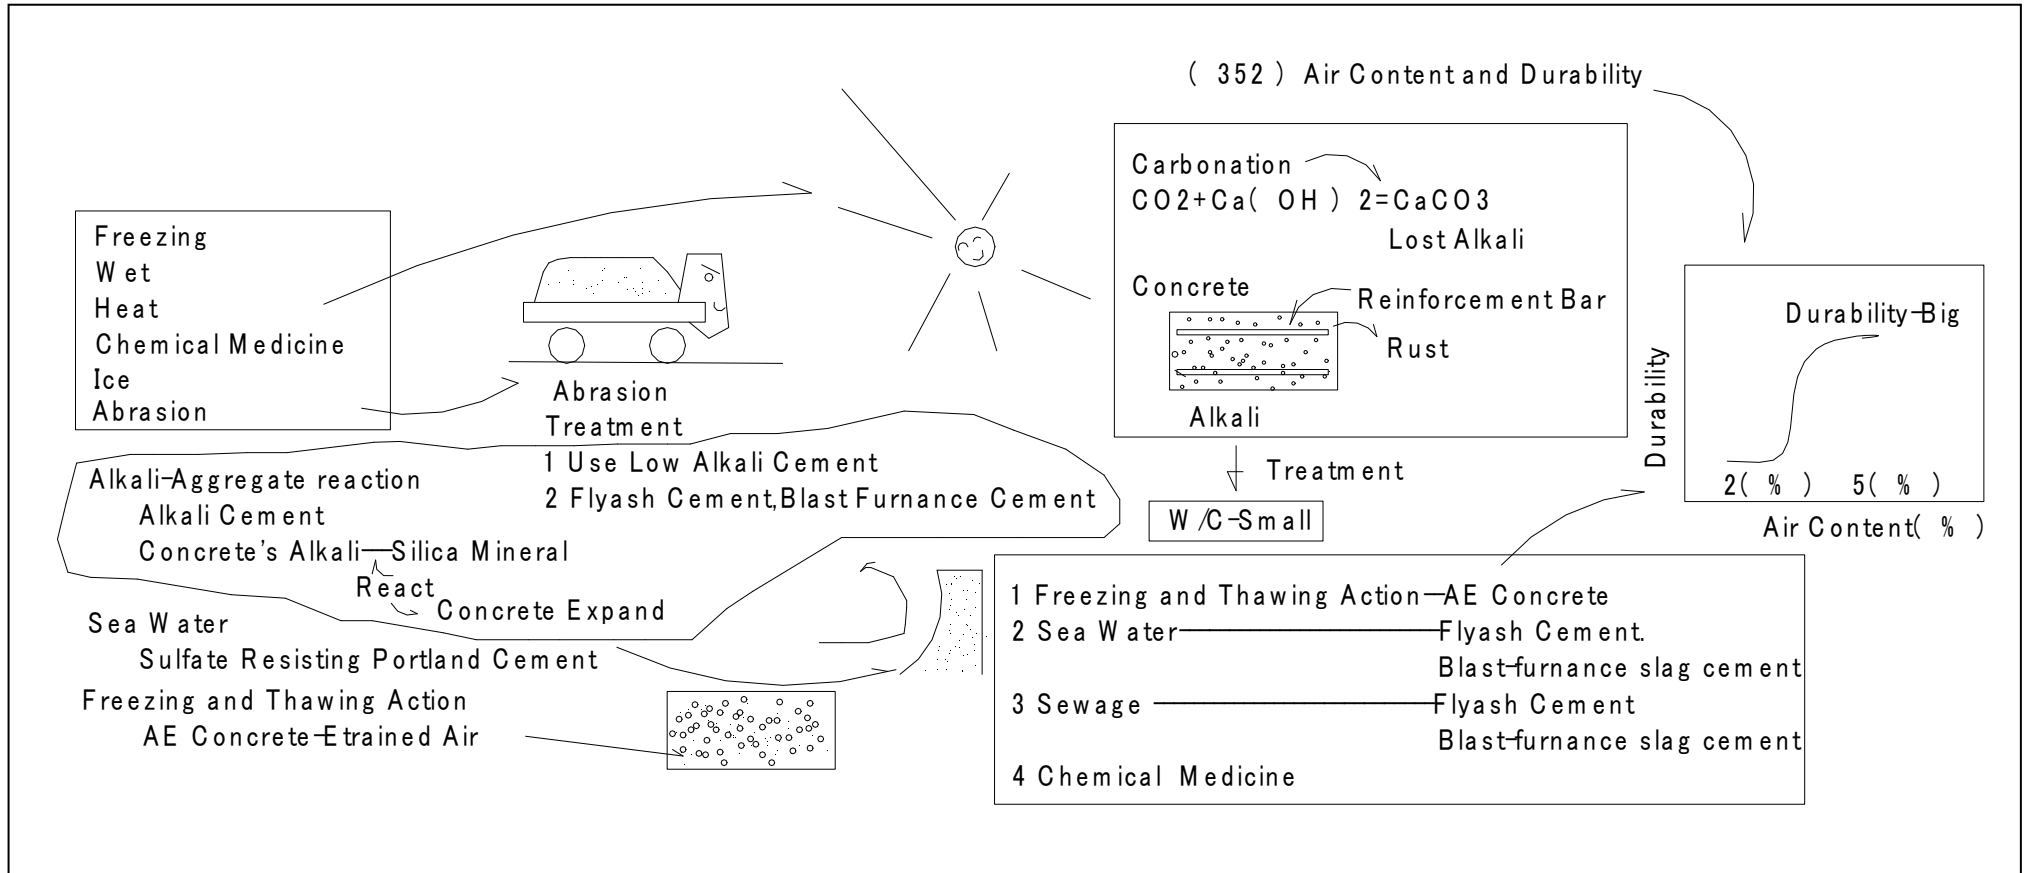 ( 352 ) Air Content and Durability
Carbonation
CO2+Ca( OH ) 2=CaCO3
Lost Alkali
Concrete
Reinforcement Bar
Rust
Alkali
Treatment
W/C-Small
Freezing
Wet
Heat
Chemical Medicine
Ice
Abrasion
Abrasion
Treatment
1 Use Low Alkali Cement
2 Flyash Cement,Blast Furnance Cement
Alkali-Aggregate reaction
Alkali Cement
Concrete's Alkali—Silica Mineral
React
Concrete Expand
Sea Water
Sulfate Resisting Portland Cement
Freezing and Thawing Action
AE Concrete-Etrained Air
Durability-Big
Durability
2( % ) 5( % )
Air Content( % )
1 Freezing and Thawing Action—AE Concrete
2 Sea Water————Flyash Cement.
Blast-furnance slag cement
3 Sewage ————Flyash Cement
Blast-furnance slag cement
4 Chemical Medicine